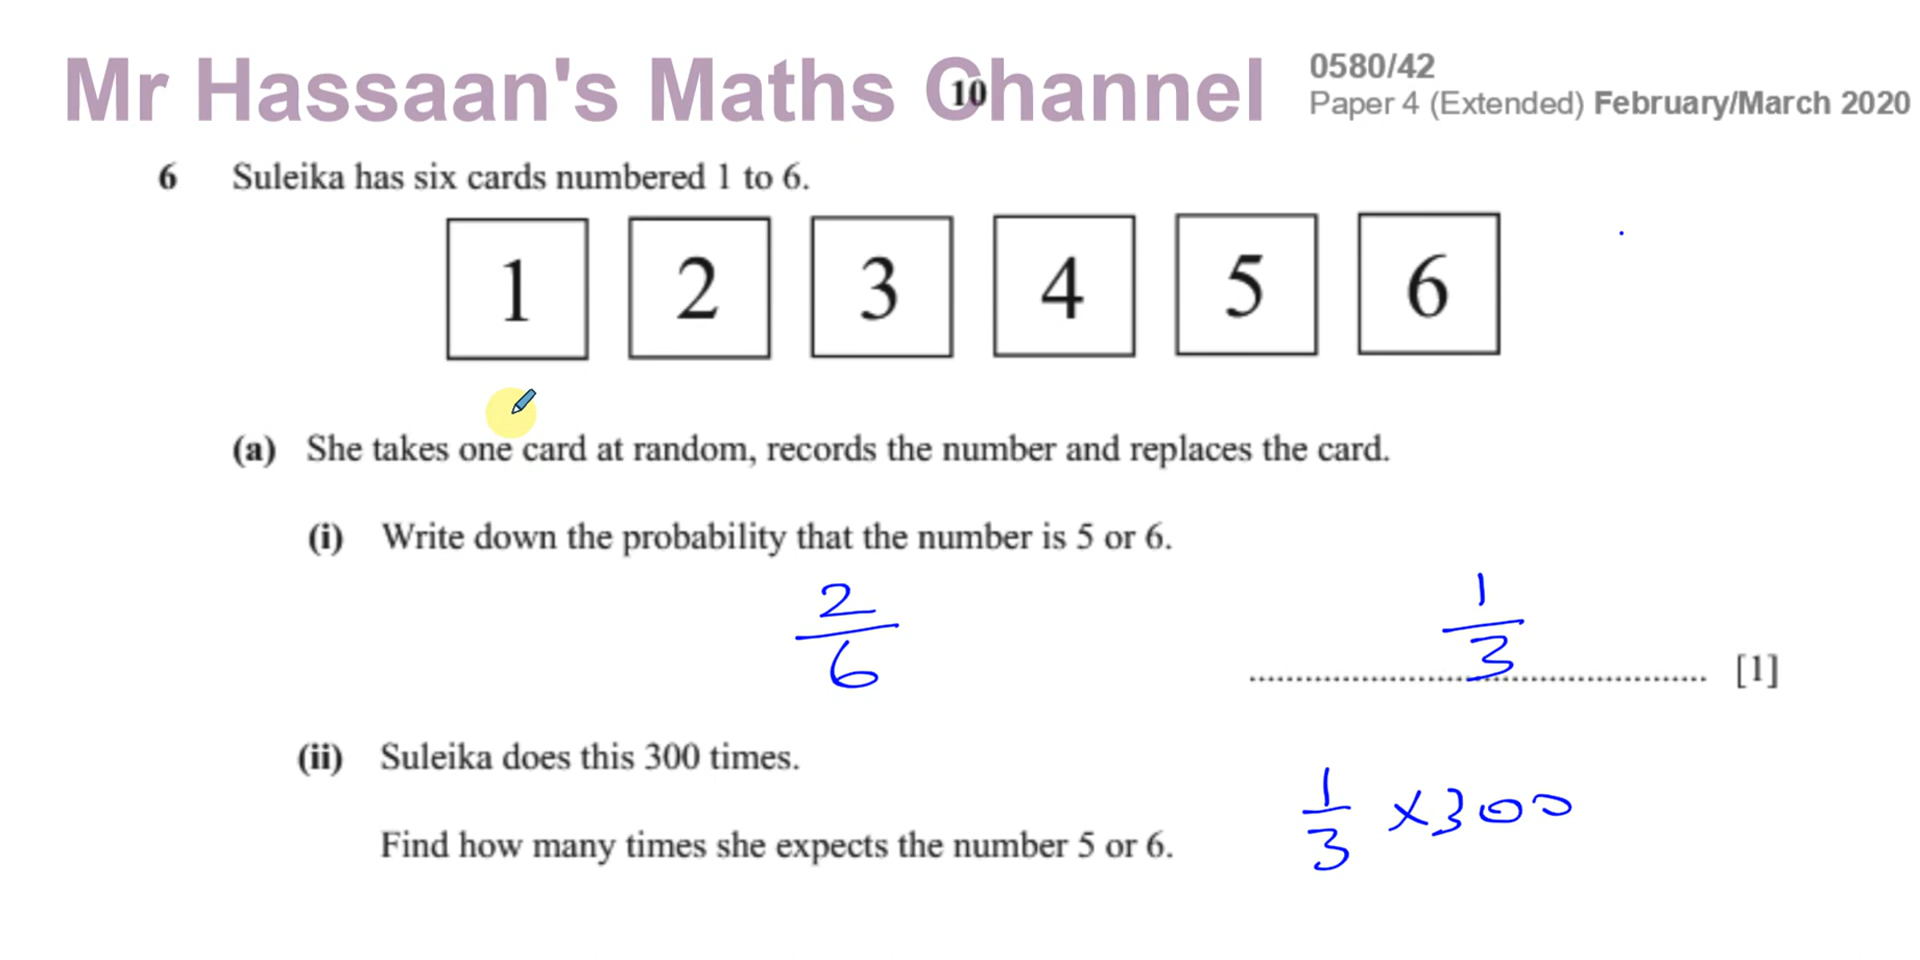 Mr Hassaan's Maths Channel
10
0580/42
Paper 4 (Extended) February/March 2020
6 Suleika has six cards numbered 1 to 6.
1 2 3 4 5 6
(a) She takes one card at random, records the number and replaces the card.
(i) Write down the probability that the number is 5 or 6.
2/6
1/3
.................................................. [1]
(ii) Suleika does this 300 times.
1/3 × 300
Find how many times she expects the number 5 or 6.